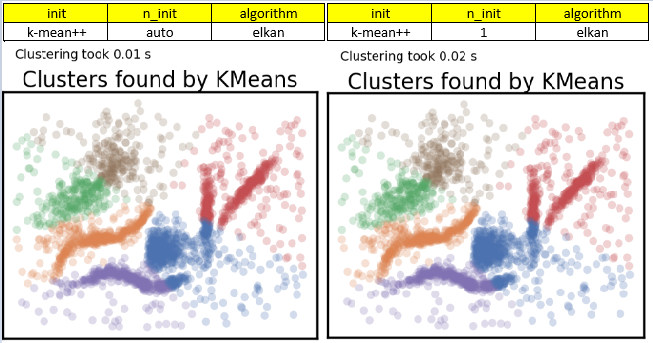 init n_init algorithm
k-mean++ auto elkan
Clustering took 0.01 s
Clusters found by KMeans
init n_init algorithm
k-mean++ 1 elkan
Clustering took 0.02 s
Clusters found by KMeans